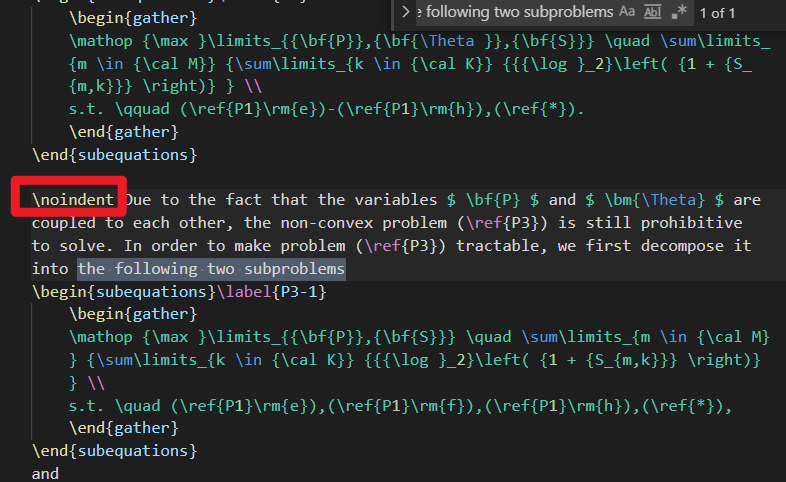 e following two subproblems Aa ab .* 1 of 1
\begin{gather}
\mathop {\max }\limits_{{\bf{P}},{\bf{\Theta }},{\bf{S}}} \quad \sum\limits_
{m \in {\cal M}} {\sum\limits_{k \in {\cal K}} {{{\log }_2}\left( {1 + {S_
{m,k}}} \right)} } \\
s.t. \qquad (\ref{P1}\rm{e})-(\ref{P1}\rm{h}),(\ref{*}).
\end{gather}
\end{subequations}
\noindent Due to the fact that the variables $ \bf{P} $ and $ \bm{\Theta} $ are
coupled to each other, the non-convex problem (\ref{P3}) is still prohibitive
to solve. In order to make problem (\ref{P3}) tractable, we first decompose it
into the following two subproblems
\begin{subequations}\label{P3-1}
\begin{gather}
\mathop {\max }\limits_{{\bf{P}},{\bf{S}}} \quad \sum\limits_{m \in {\cal M}
} {\sum\limits_{k \in {\cal K}} {{{\log }_2}\left( {1 + {S_{m,k}}} \right)}
} \\
s.t. \quad (\ref{P1}\rm{e}),(\ref{P1}\rm{f}),(\ref{P1}\rm{h}),(\ref{*}),
\end{gather}
\end{subequations}
and